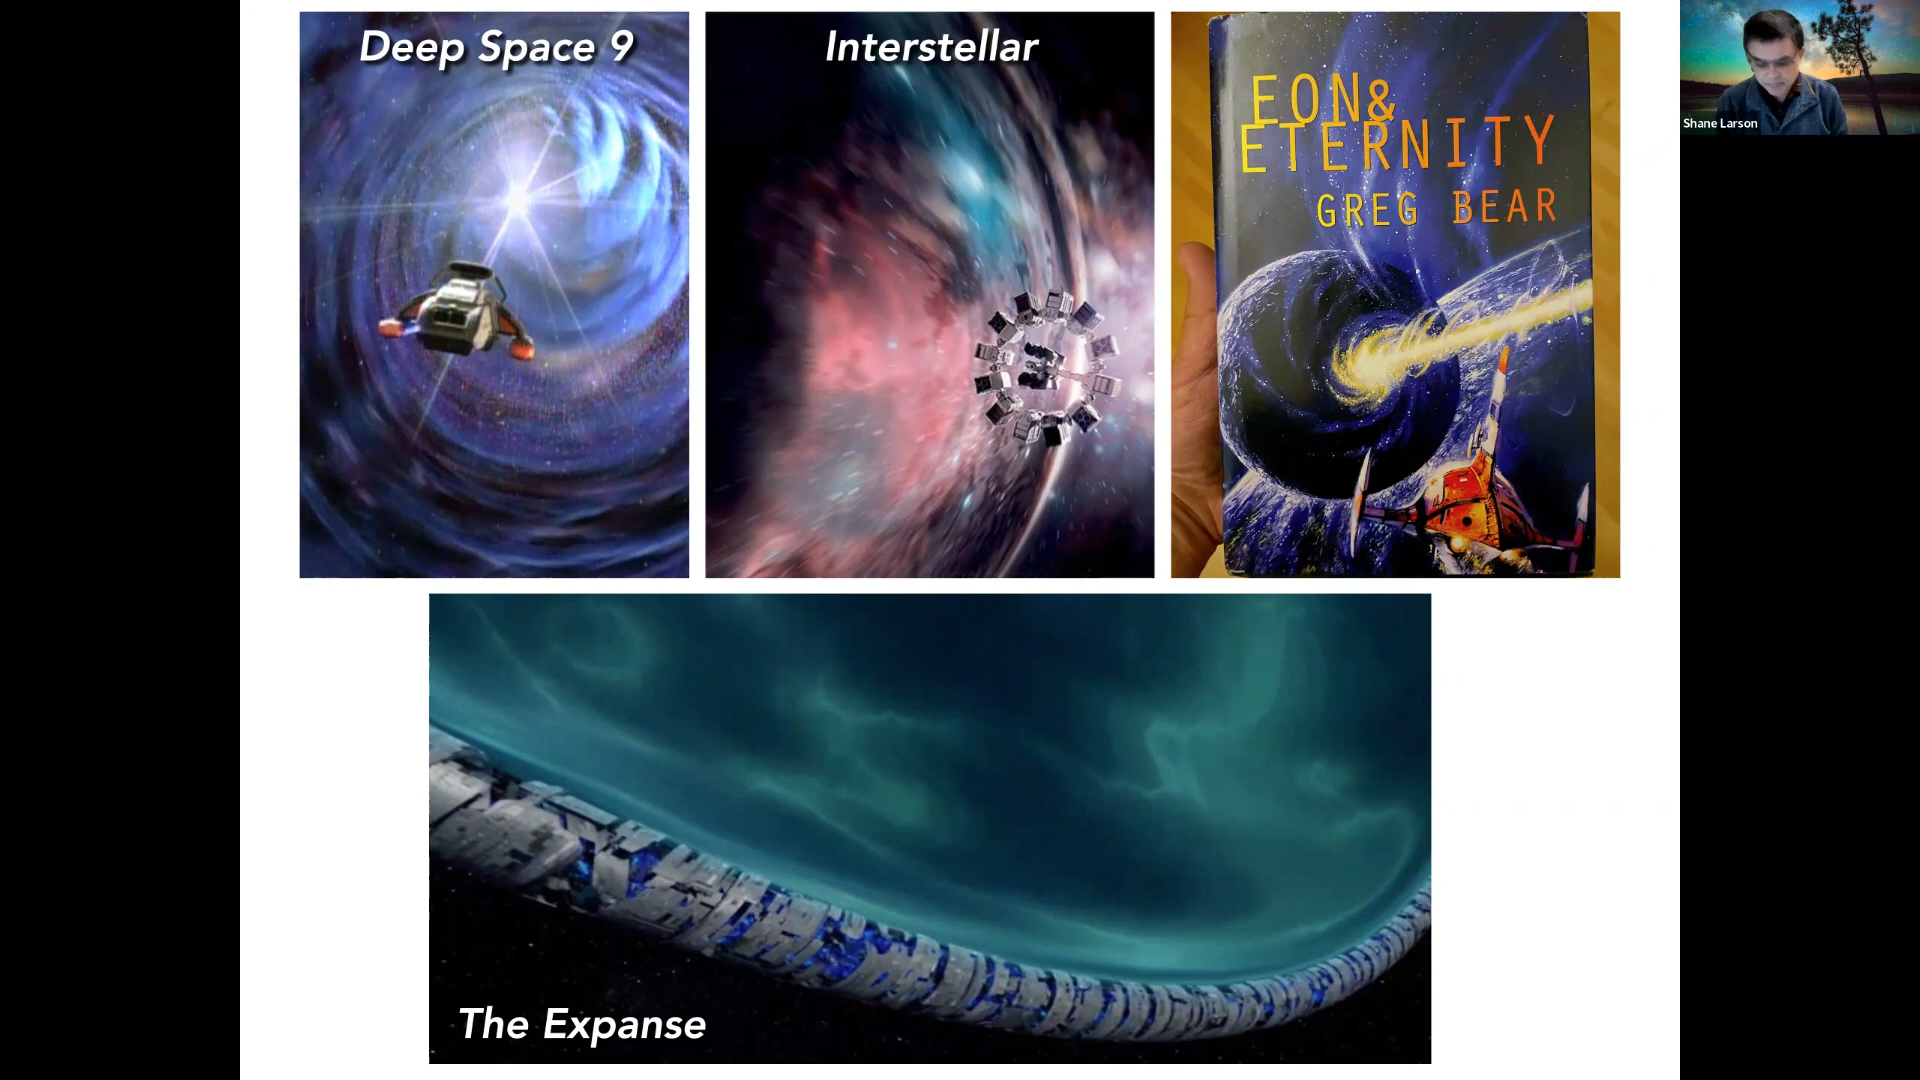 Deep Space 9
Interstellar
EON&
ETERNITY
GREG BEAR
Shane Larson
The Expanse